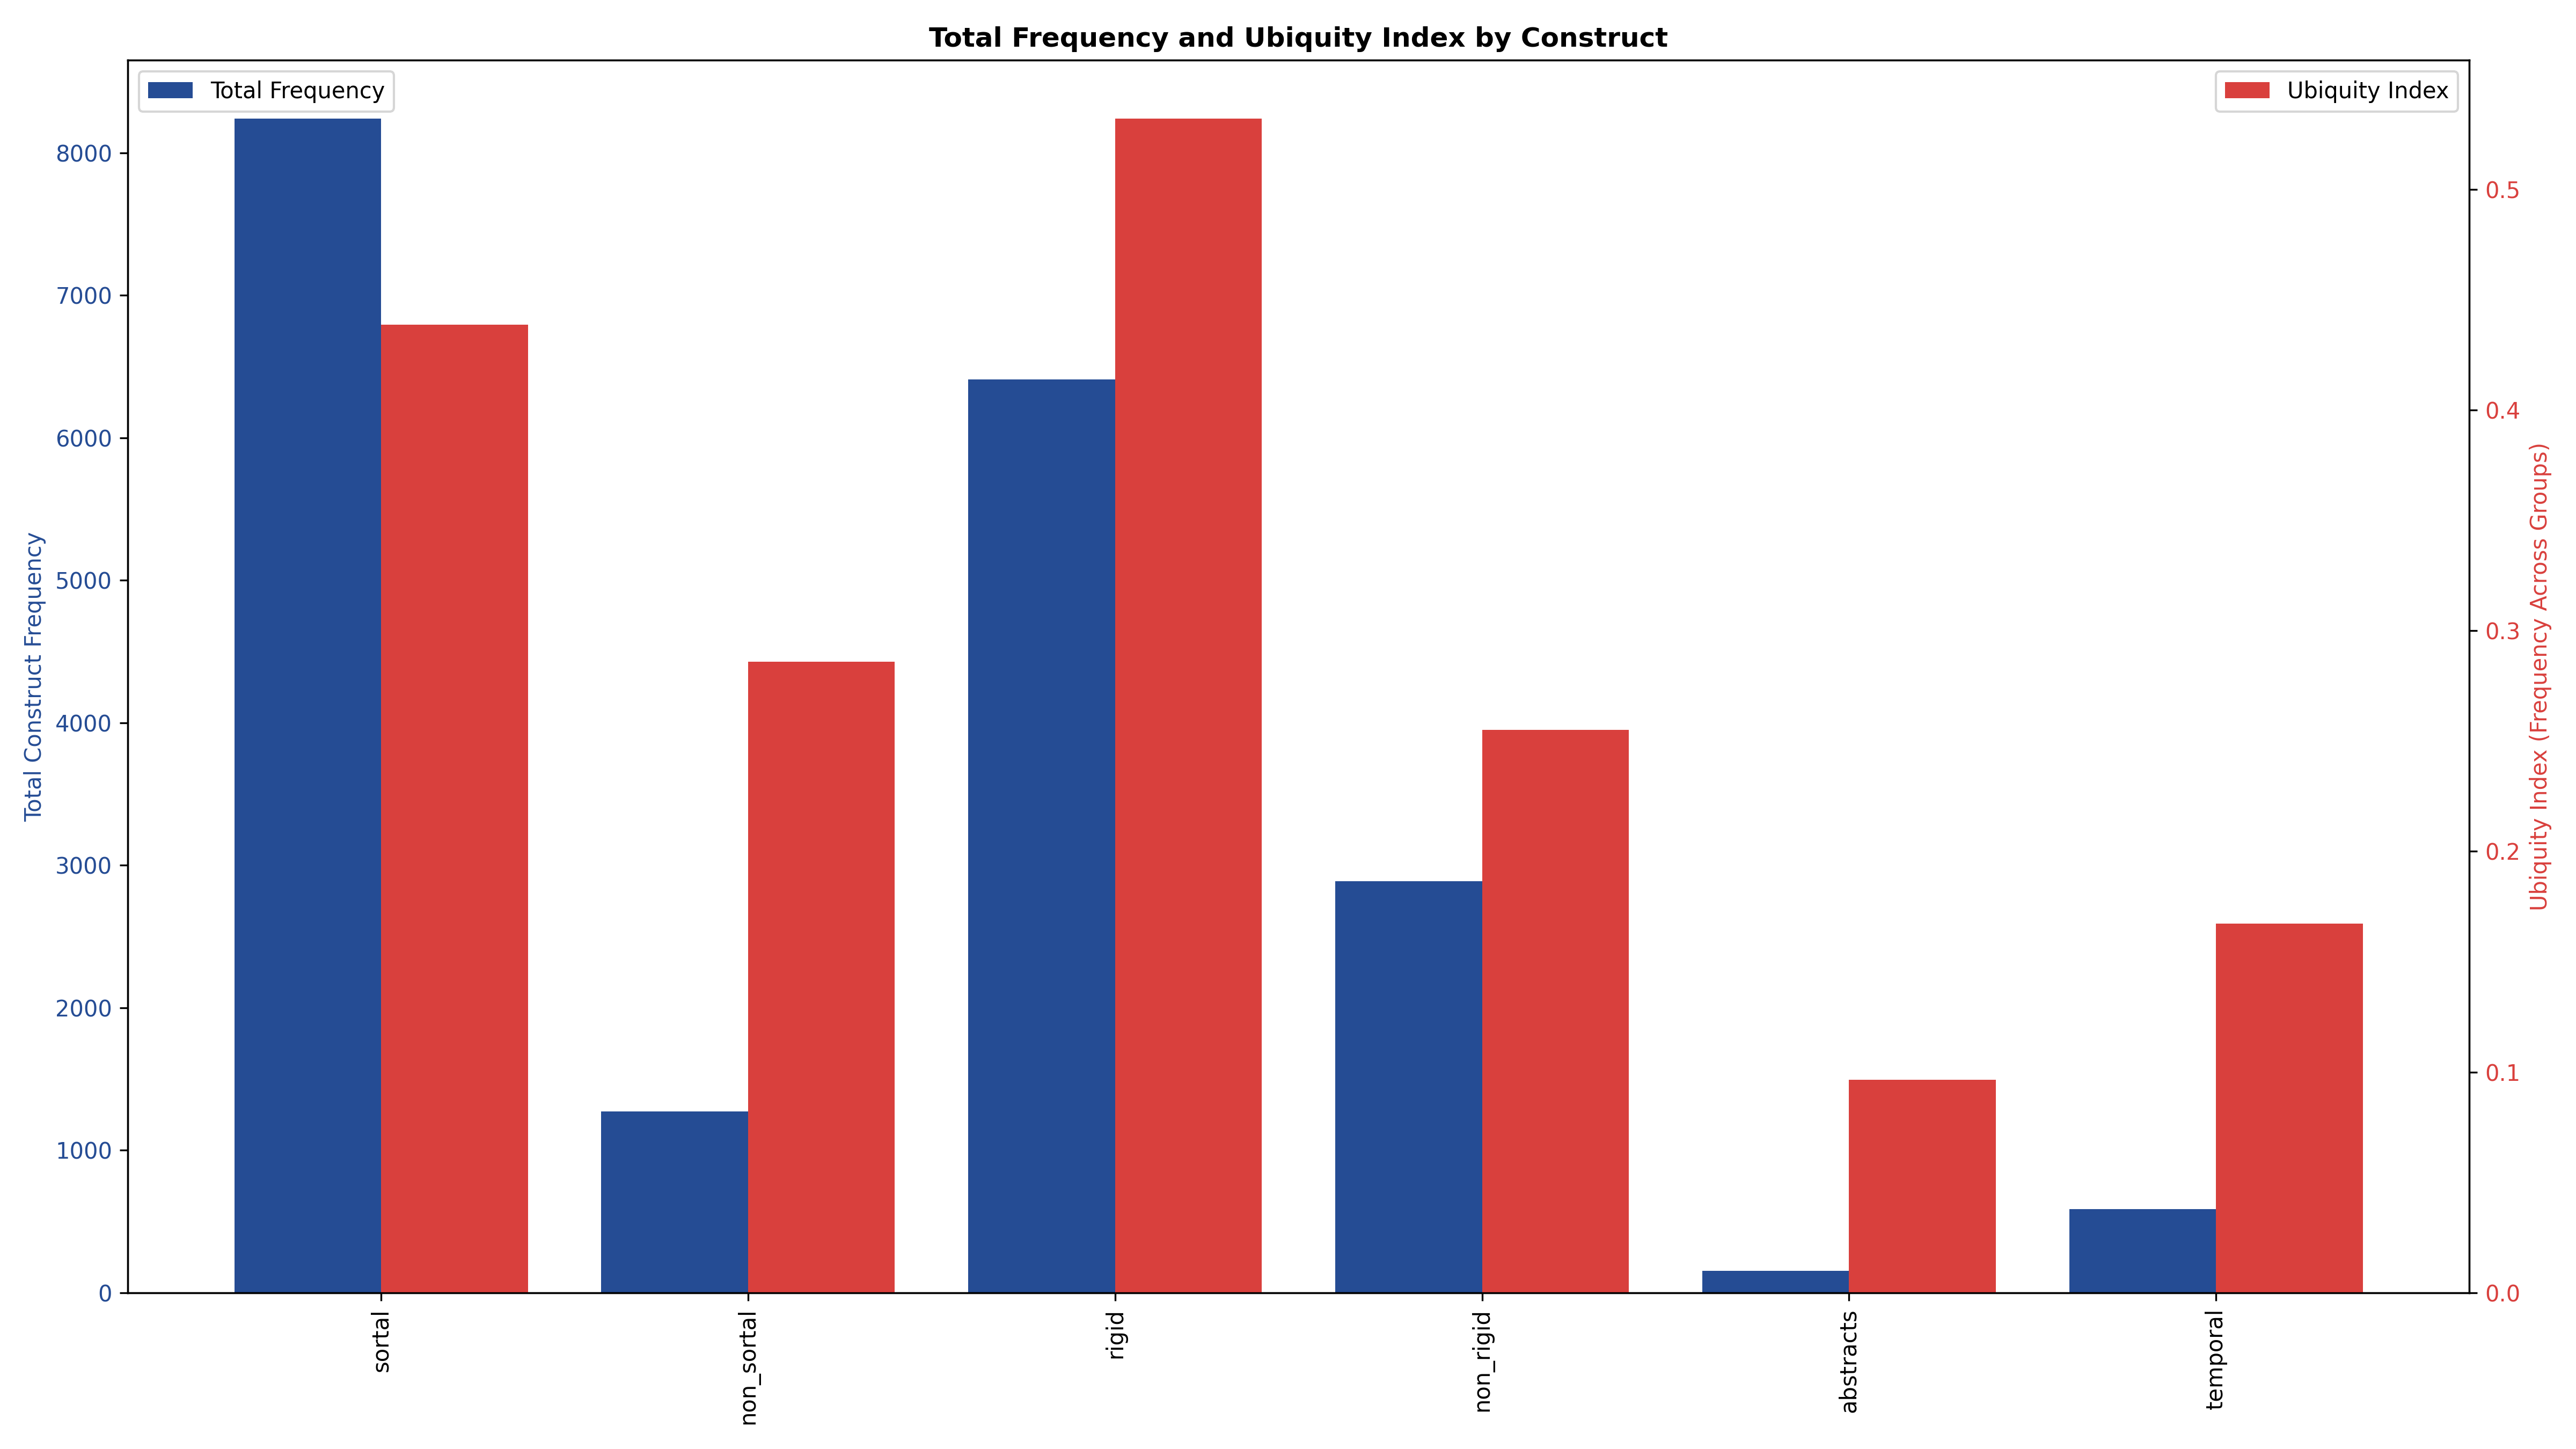 Total Frequency and Ubiquity Index by Construct
Total Frequency
Ubiquity Index
8000
7000
6000
5000
4000
3000
2000
1000
0
Total Construct Frequency
0.5
0.4
0.3
0.2
0.1
0.0
Ubiquity Index (Frequency Across Groups)
sortal
non_sortal
rigid
non_rigid
abstracts
temporal